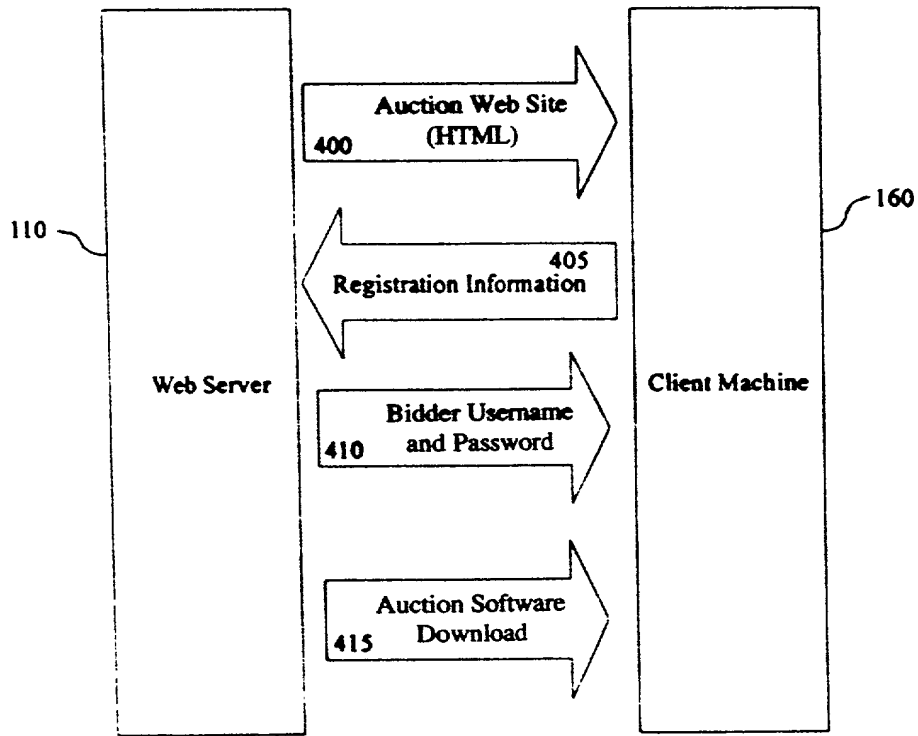 Auction Web Site
(HTML)
400
160
110
405
Registration Information
Web Server
Client Machine
Bidder Username
and Password
410
Auction Software
Download
415